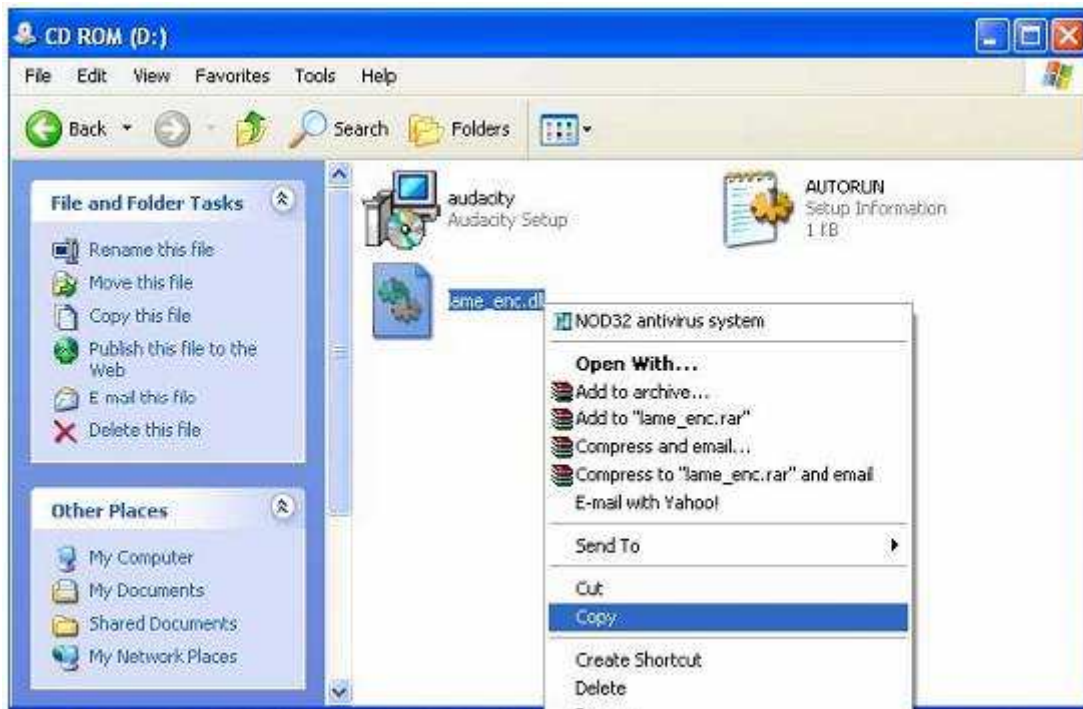 CD ROM (D:)
File Edit View Favorites Tools Help
Back Search Folders
File and Folder Tasks
Rename this file
Move this file
Copy this file
Publish this file to the
Web
E-mail this file
Delete this file
Other Places
My Computer
My Documents
Shared Documents
My Network Places
audacity
Audacity Setup
AUTORUN
Setup Information
1 KB
lame_enc.dl
NOD32 antivirus system
Open With...
Add to archive...
Add to "lame_enc.rar"
Compress and email...
Compress to "lame_enc.rar" and email
E-mail with Yahoo!
Send To
Cut
Copy
Create Shortcut
Delete